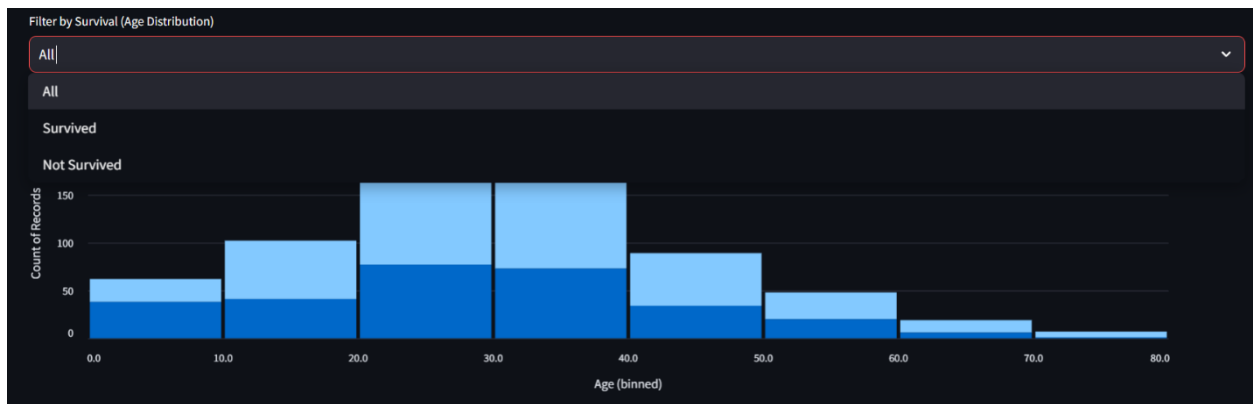 Filter by Survival (Age Distribution)
All
All
Survived
Not Survived
Count of Records
150
100
50
0
0.0 10.0 20.0 30.0 40.0 50.0 60.0 70.0 80.0
Age (binned)